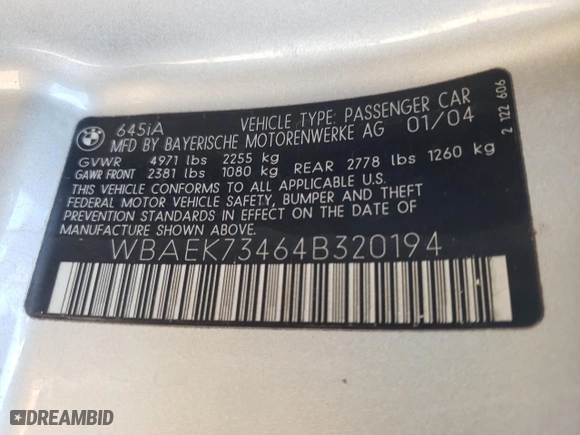 BMW
645iA VEHICLE TYPE: PASSENGER CAR
MFD BY BAYERISCHE MOTORENWERKE AG 01/04
GVWR 4971 lbs 2255 kg
GAWR FRONT 2381 lbs 1080 kg REAR 2778 lbs 1260 kg
THIS VEHICLE CONFORMS TO ALL APPLICABLE U.S.
FEDERAL MOTOR VEHICLE SAFETY, BUMPER AND THEFT
PREVENTION STANDARDS IN EFFECT ON THE DATE OF
MANUFACTURE SHOWN ABOVE.
WBAEK73464B320194
2 122 606
DREAMBID